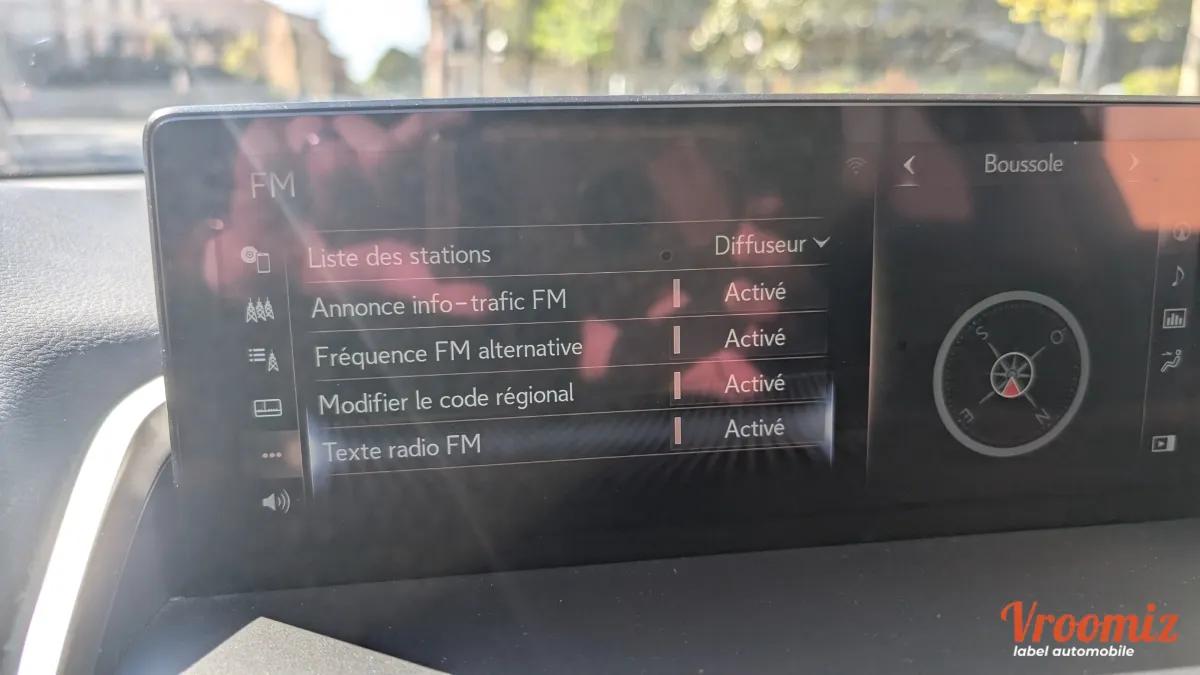 FM
Boussole
Liste des stations Diffuseur
Annonce info-trafic FM Activé
Fréquence FM alternative Activé
Modifier le code régional Activé
Texte radio FM Activé
S O
E N
Vroomiz
label automobile